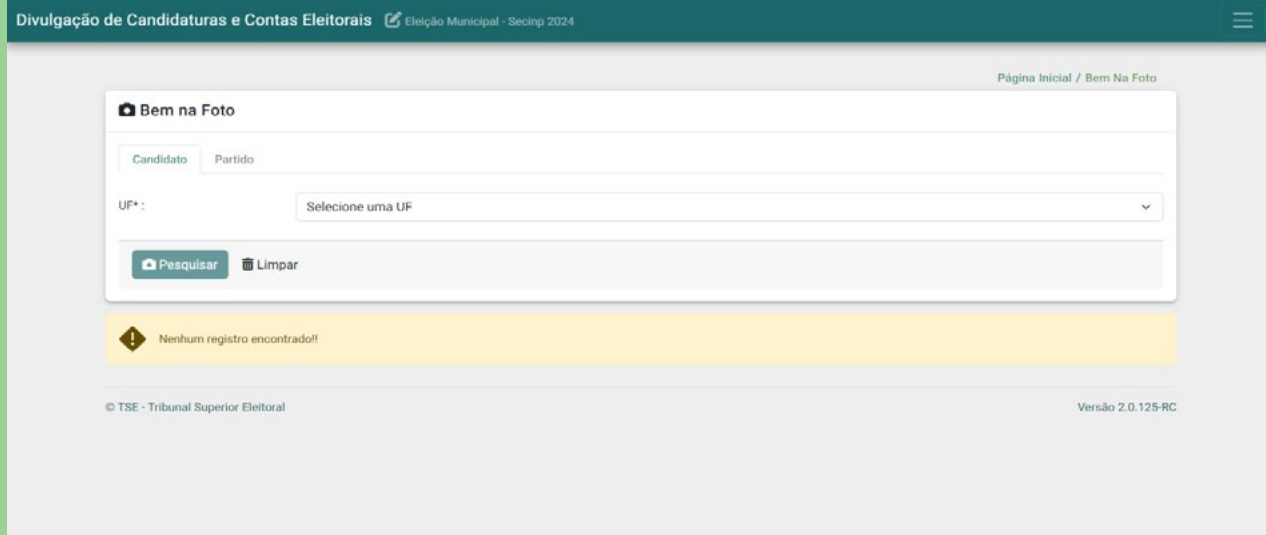 Divulgação de Candidaturas e Contas Eleitorais Eleição Municipal - Secinp 2024
Página Inicial / Bem Na Foto
Bem na Foto
Candidato Partido
UF* :
Selecione uma UF
Pesquisar Limpar
Nenhum registro encontrado!!
© TSE - Tribunal Superior Eleitoral
Versão 2.0.125-RC